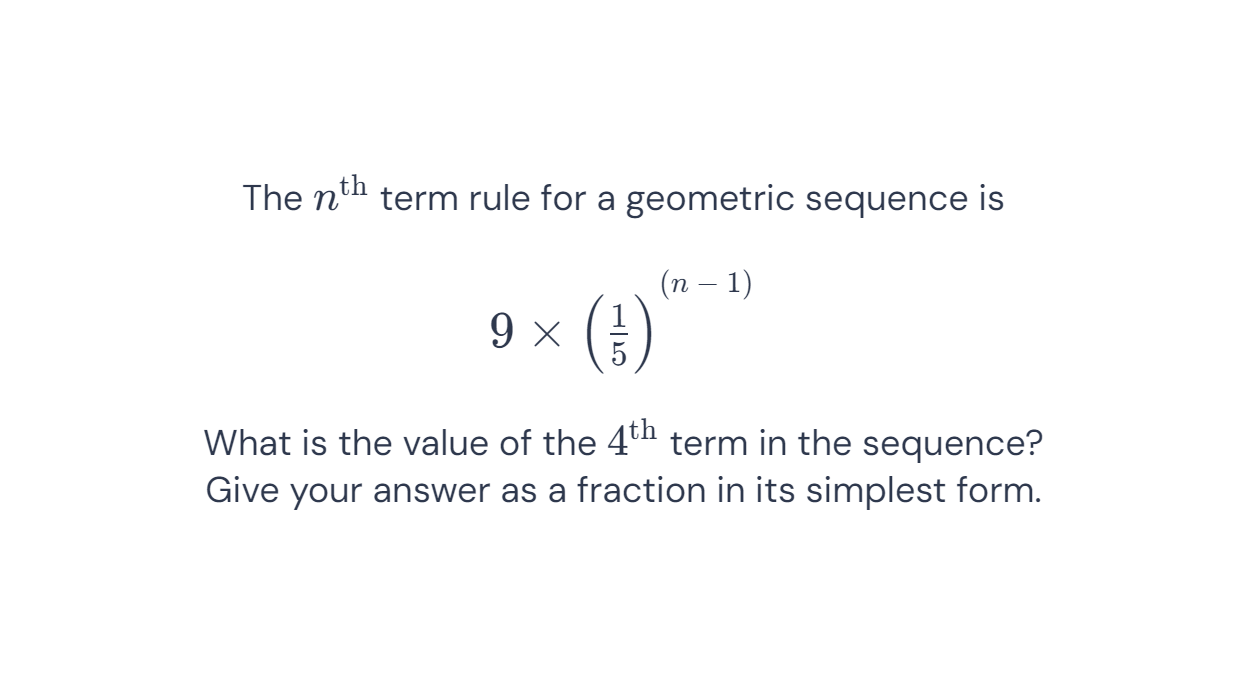 The $n^{\text{th}}$ term rule for a geometric sequence is
$9 \times \left(\frac{1}{5}\right)^{(n-1)}$
What is the value of the $4^{\text{th}}$ term in the sequence?
Give your answer as a fraction in its simplest form.